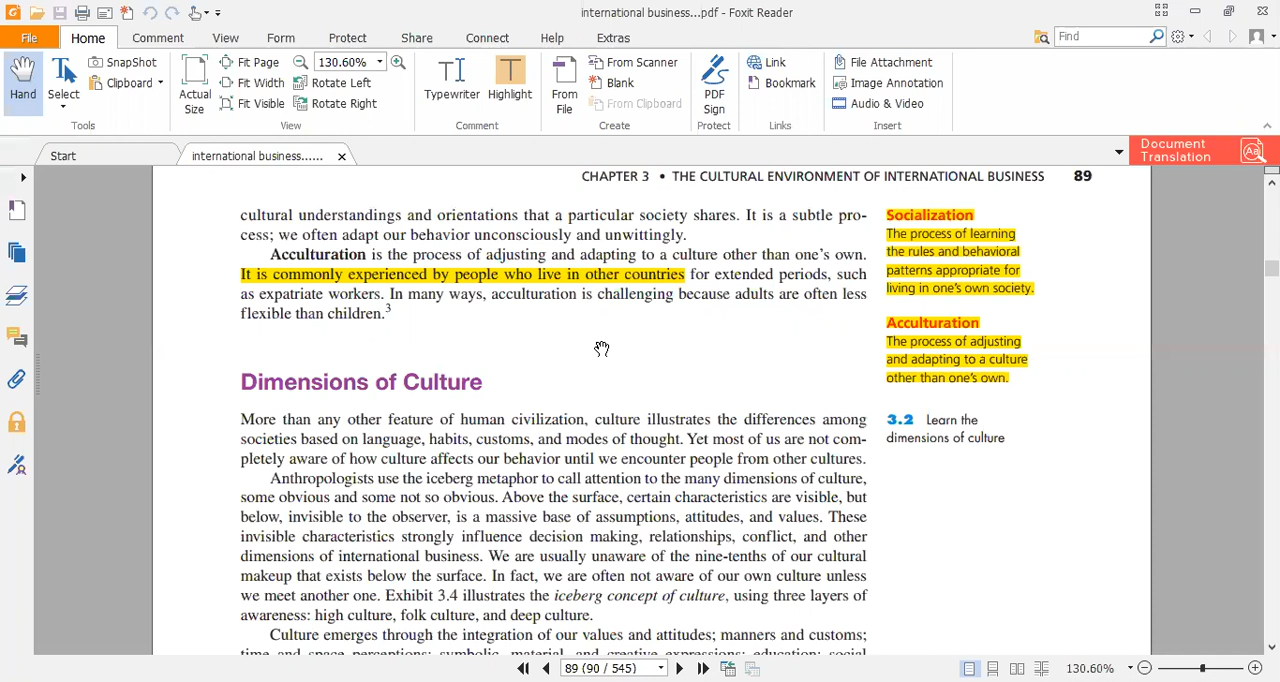 international business...pdf - Foxit Reader
File Home Comment View Form Protect Share Connect Help Extras Find
Hand
Select
SnapShot
Clipboard
Tools
Actual
Size
Fit Page
Fit Width
Fit Visible
130.60%
Rotate Left
Rotate Right
View
Typewriter
Highlight
Comment
From
File
From Scanner
Blank
From Clipboard
Create
PDF
Sign
Protect
Link
Bookmark
Links
File Attachment
Image Annotation
Audio & Video
Insert
Start
international business......
Document
Translation
CHAPTER 3 • THE CULTURAL ENVIRONMENT OF INTERNATIONAL BUSINESS 89
cultural understandings and orientations that a particular society shares. It is a subtle pro-
cess; we often adapt our behavior unconsciously and unwittingly.
Acculturation is the process of adjusting and adapting to a culture other than one's own.
It is commonly experienced by people who live in other countries for extended periods, such
as expatriate workers. In many ways, acculturation is challenging because adults are often less
flexible than children.3
Socialization
The process of learning
the rules and behavioral
patterns appropriate for
living in one's own society.
Acculturation
The process of adjusting
and adapting to a culture
other than one's own.
Dimensions of Culture
3.2 Learn the
dimensions of culture
More than any other feature of human civilization, culture illustrates the differences among
societies based on language, habits, customs, and modes of thought. Yet most of us are not com-
pletely aware of how culture affects our behavior until we encounter people from other cultures.
Anthropologists use the iceberg metaphor to call attention to the many dimensions of culture,
some obvious and some not so obvious. Above the surface, certain characteristics are visible, but
below, invisible to the observer, is a massive base of assumptions, attitudes, and values. These
invisible characteristics strongly influence decision making, relationships, conflict, and other
dimensions of international business. We are usually unaware of the nine-tenths of our cultural
makeup that exists below the surface. In fact, we are often not aware of our own culture unless
we meet another one. Exhibit 3.4 illustrates the iceberg concept of culture, using three layers of
awareness: high culture, folk culture, and deep culture.
Culture emerges through the integration of our values and attitudes; manners and customs;
time and space perceptions; symbolic, material, and creative expressions; education; social
89 (90 / 545)
130.60%